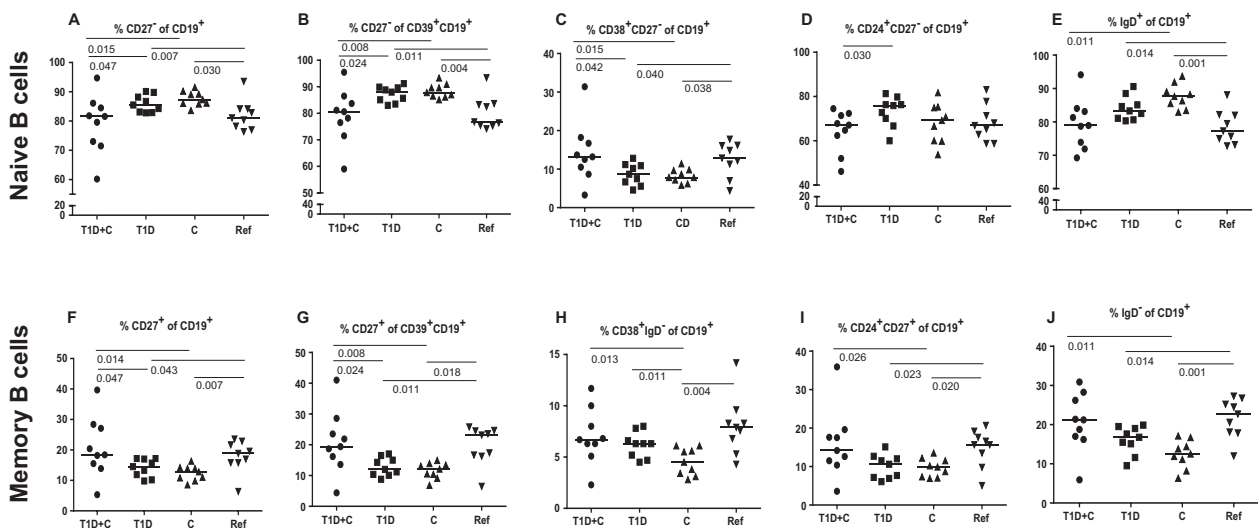 Naive B cells
A
% CD27⁻ of CD19⁺
0.015
0.007
0.047
0.030
100
90
80
70
60
20
0
T1D+C T1D C Ref
B
% CD27⁻ of CD39⁺CD19⁺
0.008
0.011
0.024
0.004
100
90
80
70
60
50
20
0
T1D+C T1D C Ref
C
% CD38⁺CD27⁻ of CD19⁺
0.015
0.042
0.040
0.038
40
30
20
10
0
T1D+C T1D CD Ref
D
% CD24⁺CD27⁻ of CD19⁺
0.030
100
80
60
40
20
0
T1D+C T1D C Ref
E
% IgD⁺ of CD19⁺
0.011
0.014
0.001
100
90
80
70
60
20
0
T1D+C T1D C Ref
Memory B cells
F
% CD27⁺ of CD19⁺
0.014
0.047
0.043
0.007
50
40
30
20
10
0
T1D+C T1D C Ref
G
% CD27⁺ of CD39⁺CD19⁺
0.008
0.024
0.018
0.011
50
40
30
20
10
0
T1D+C T1D C Ref
H
% CD38⁺IgD⁻ of CD19⁺
0.013
0.011
0.004
15
10
5
0
T1D+C T1D C Ref
I
% CD24⁺CD27⁺ of CD19⁺
0.026
0.023
0.020
40
30
20
10
0
T1D+C T1D C Ref
J
% IgD⁻ of CD19⁺
0.011
0.014
0.001
40
30
20
10
0
T1D+C T1D C Ref